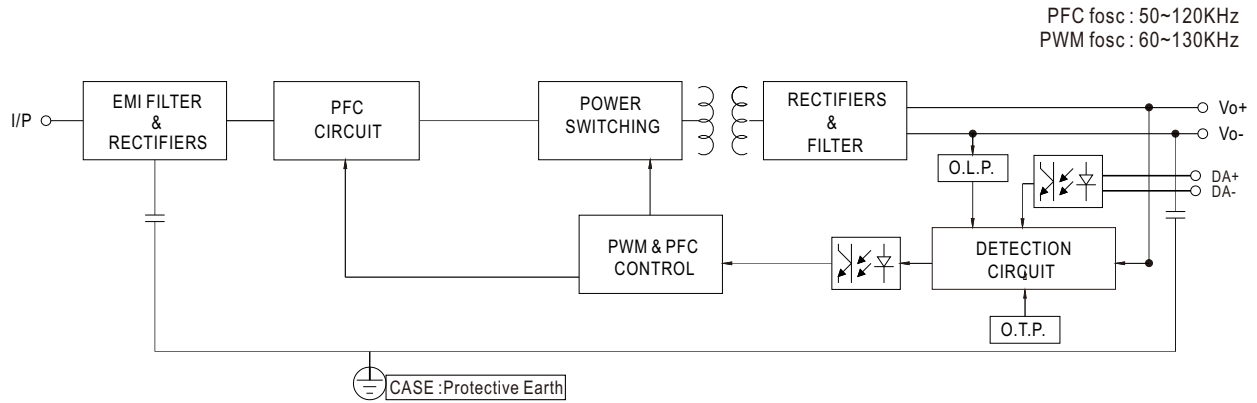 PFC fosc : 50~120KHz
PWM fosc : 60~130KHz
I/P
EMI FILTER
&
RECTIFIERS
PFC
CIRCUIT
POWER
SWITCHING
RECTIFIERS
&
FILTER
Vo+
Vo-
O.L.P.
DA+
DA-
PWM & PFC
CONTROL
DETECTION
CIRCUIT
O.T.P.
CASE :Protective Earth